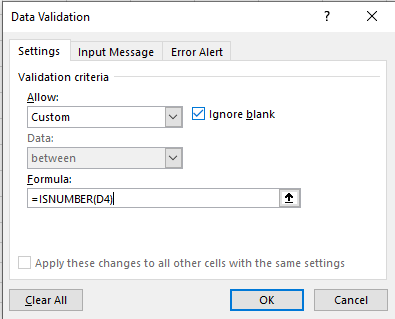 Data Validation
? ×
Settings Input Message Error Alert
Validation criteria
Allow:
Custom Ignore blank
Data:
between
Formula:
=ISNUMBER(D4)
Apply these changes to all other cells with the same settings
Clear All OK Cancel